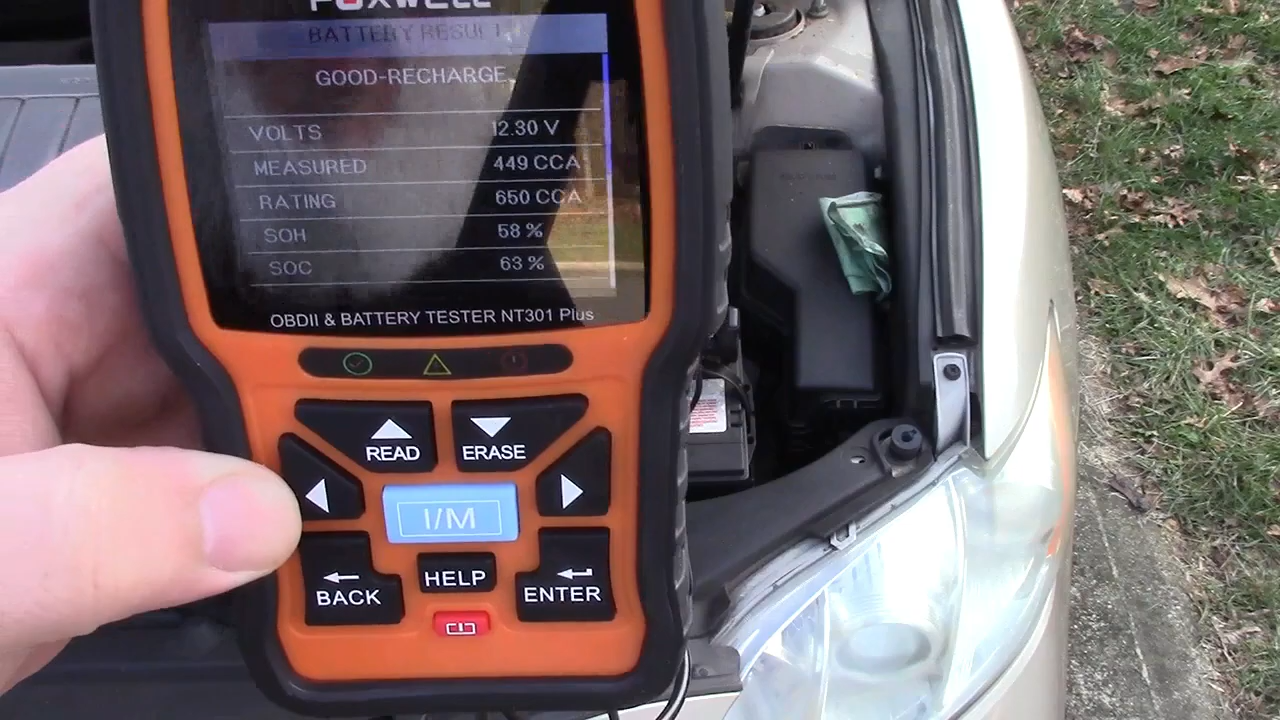 FOXWELL
BATTERY RESULT
GOOD-RECHARGE
VOLTS 12.30 V
MEASURED 449 CCA
RATING 650 CCA
SOH 58 %
SOC 63 %
OBDII & BATTERY TESTER NT301 Plus
READ
ERASE
I/M
HELP
BACK
ENTER